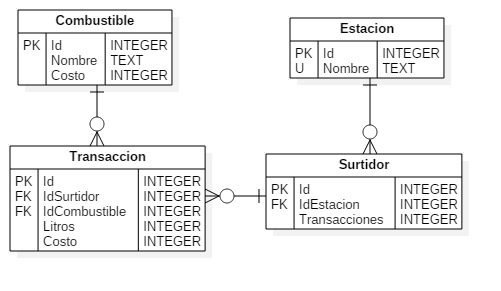 Combustible
PK Id INTEGER
Nombre TEXT
Costo INTEGER
Estacion
PK Id INTEGER
U Nombre TEXT
Transaccion
PK Id INTEGER
FK IdSurtidor INTEGER
FK IdCombustible INTEGER
Litros INTEGER
Costo INTEGER
Surtidor
PK Id INTEGER
FK IdEstacion INTEGER
Transacciones INTEGER